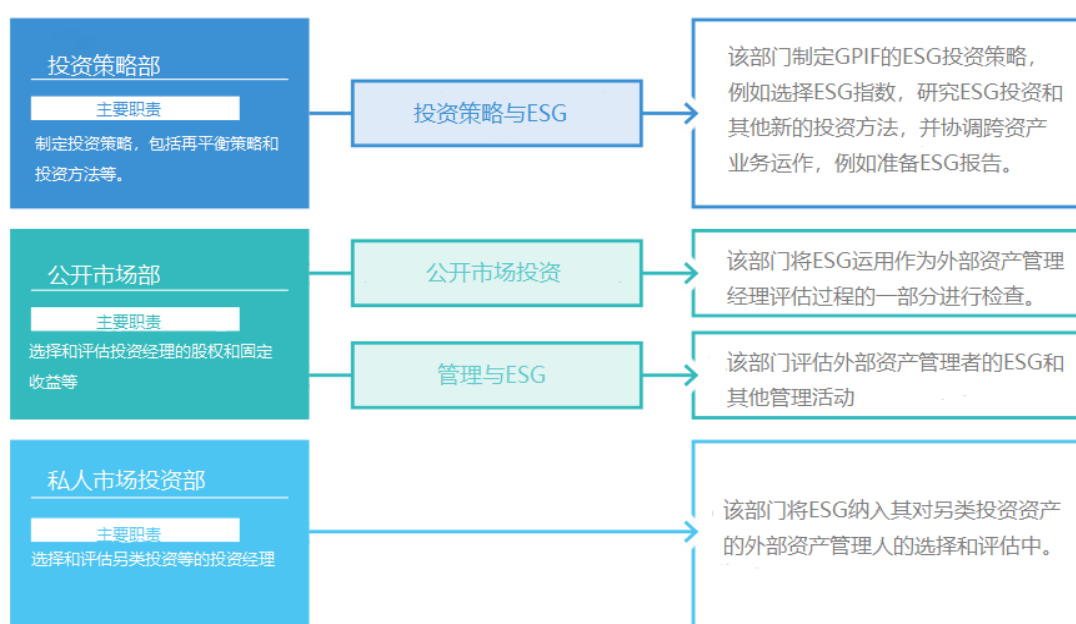 投资策略部
主要职责
制定投资策略，包括再平衡策略和
投资方法等。
投资策略与ESG
该部门制定GPIF的ESG投资策略，
例如选择ESG指数，研究ESG投资和
其他新的投资方法，并协调跨资产
业务运作，例如准备ESG报告。
公开市场部
主要职责
选择和评估投资经理的股权和固定
收益等
公开市场投资
该部门将ESG运用作为外部资产管理
经理评估过程的一部分进行检查。
管理与ESG
该部门评估外部资产管理者的ESG和
其他管理活动
私人市场投资部
主要职责
选择和评估另类投资等的投资经理
该部门将ESG纳入其对另类投资资产
的外部资产管理人的选择和评估中。